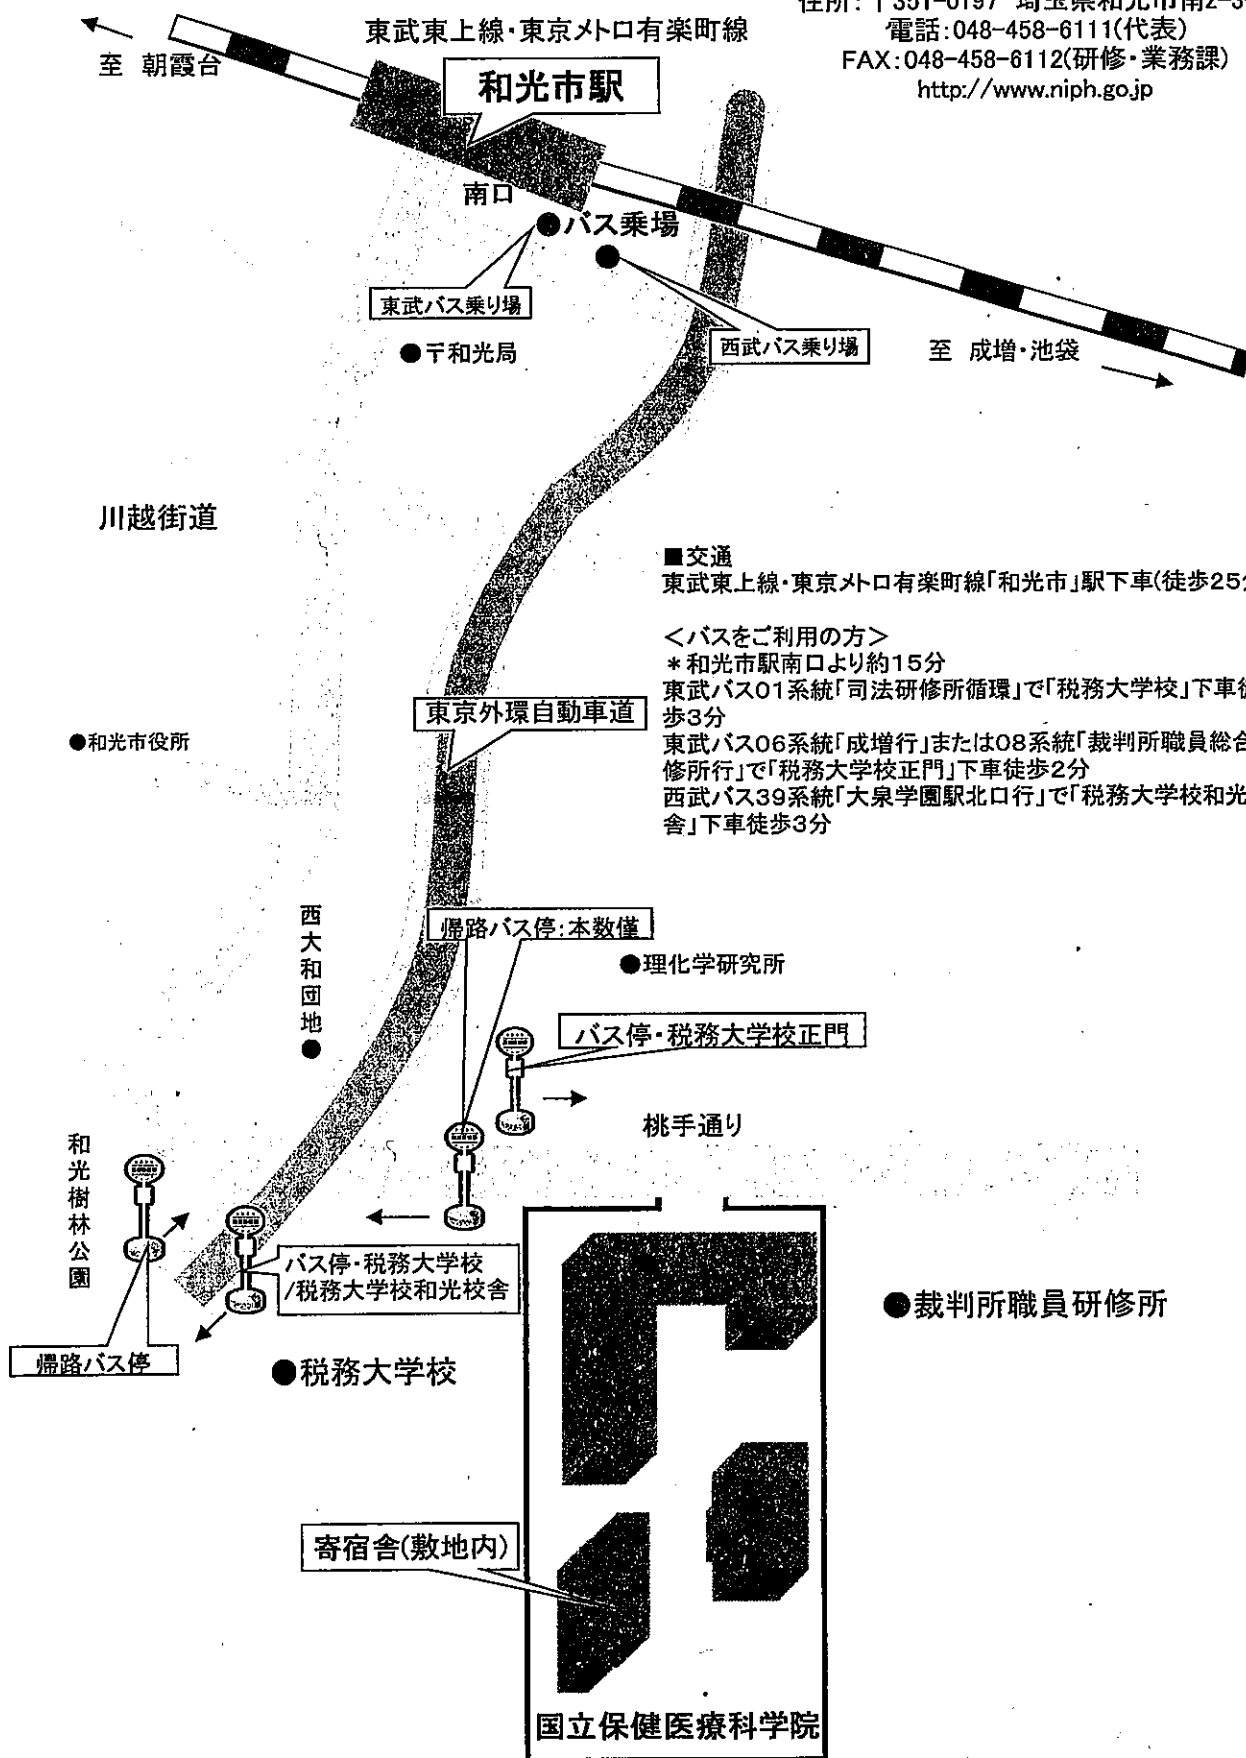 住所:〒351-0197 埼玉県和光市南2-3-
電話:048-458-6111(代表)
FAX:048-458-6112(研修・業務課)
http://www.niph.go.jp
東武東上線・東京メトロ有楽町線
至 朝霞台
和光市駅
南口
●バス乗場
東武バス乗り場
西武バス乗り場
●〒和光局
至 成増・池袋
川越街道
■交通
東武東上線・東京メトロ有楽町線「和光市」駅下車(徒歩25
<バスをご利用の方>
*和光市駅南口より約15分
東武バス01系統「司法研修所循環」で「税務大学校」下車徒
歩3分
東武バス06系統「成増行」または08系統「裁判所職員総合
修所行」で「税務大学校正門」下車徒歩2分
西武バス39系統「大泉学園駅北口行」で「税務大学校和光
舎」下車徒歩3分
東京外環自動車道
●和光市役所
西大和団地●
帰路バス停:本数僅
●理化学研究所
バス停・税務大学校正門
桃手通り
和光樹林公園
バス停・税務大学校
/税務大学校和光校舎
帰路バス停
●税務大学校
●裁判所職員研修所
寄宿舎(敷地内)
国立保健医療科学院